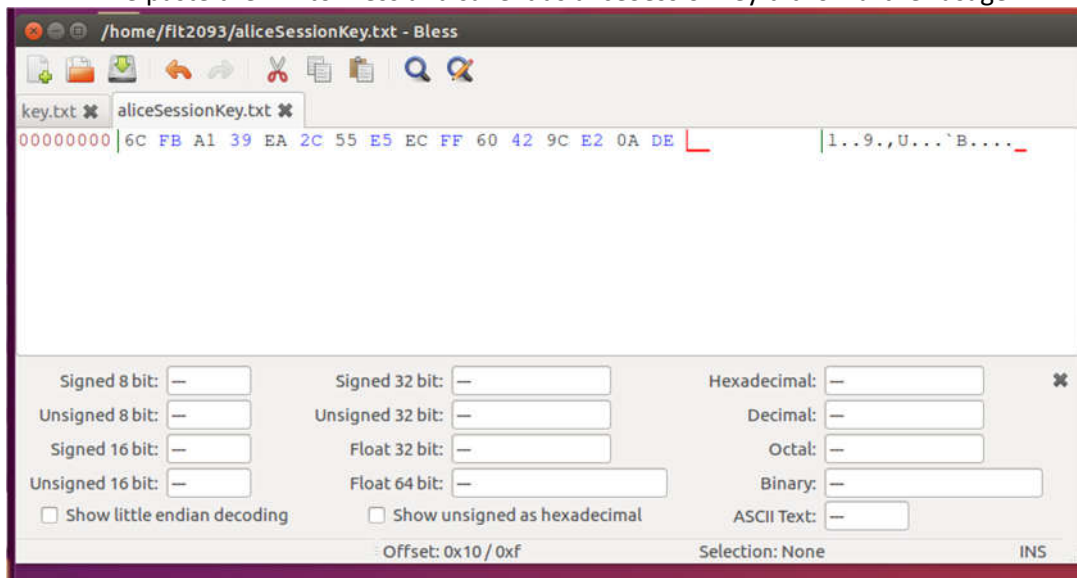 /home/fit2093/aliceSessionKey.txt - Bless
key.txt ✖ aliceSessionKey.txt ✖
00000000 6C FB A1 39 EA 2C 55 E5 EC FF 60 42 9C E2 0A DE l..9.,U...`B....
Signed 8 bit: — Signed 32 bit: — Hexadecimal: — ✖
Unsigned 8 bit: — Unsigned 32 bit: — Decimal: —
Signed 16 bit: — Float 32 bit: — Octal: —
Unsigned 16 bit: — Float 64 bit: — Binary: —
Show little endian decoding Show unsigned as hexadecimal ASCII Text: —
Offset: 0x10 / 0xf Selection: None INS